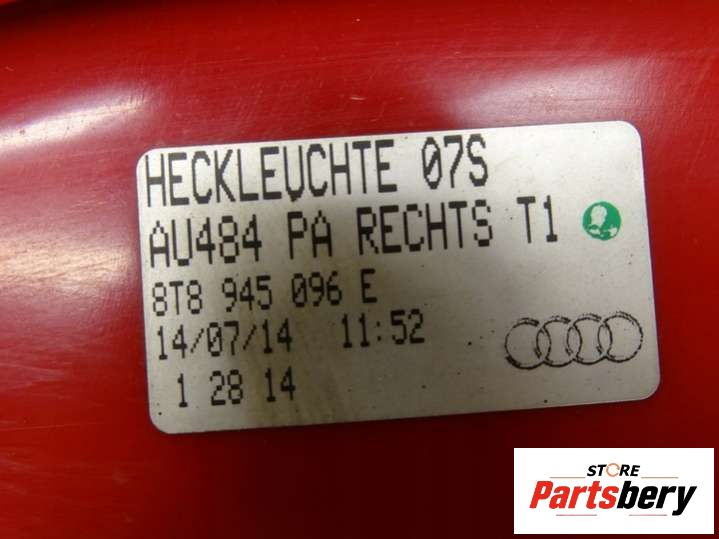 HECKLEUCHTE 07S
AU484 PA RECHTS T1
8T8 945 096 E
14/07/14 11:52
1 28 14
STORE
Partsbery